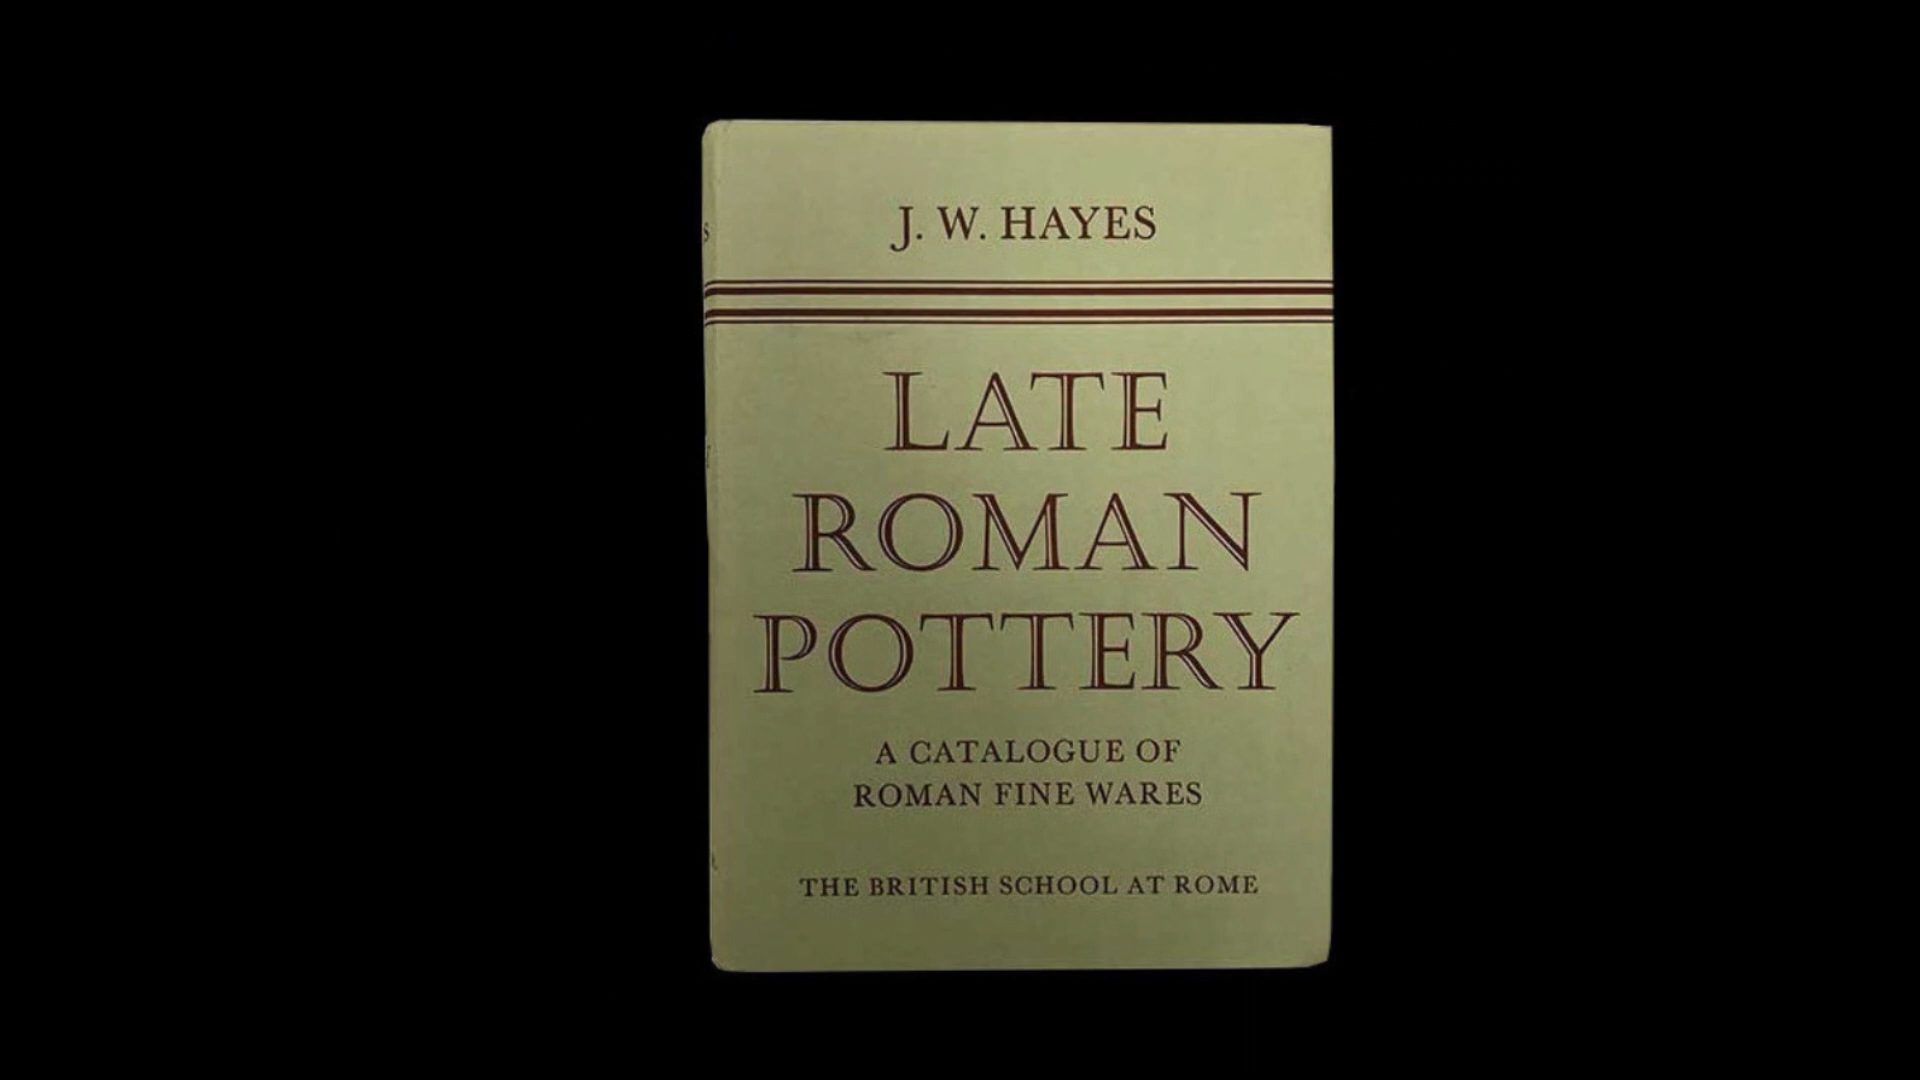 J. W. HAYES
LATE
ROMAN
POTTERY
A CATALOGUE OF
ROMAN FINE WARES
THE BRITISH SCHOOL AT ROME